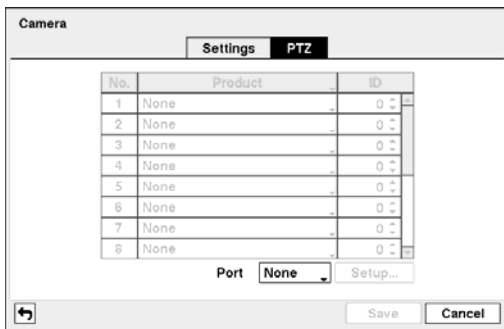 Camera
Settings PTZ
No. Product ID
1 None 0
2 None 0
3 None 0
4 None 0
5 None 0
6 None 0
7 None 0
8 None 0
Port None Setup...
Save Cancel